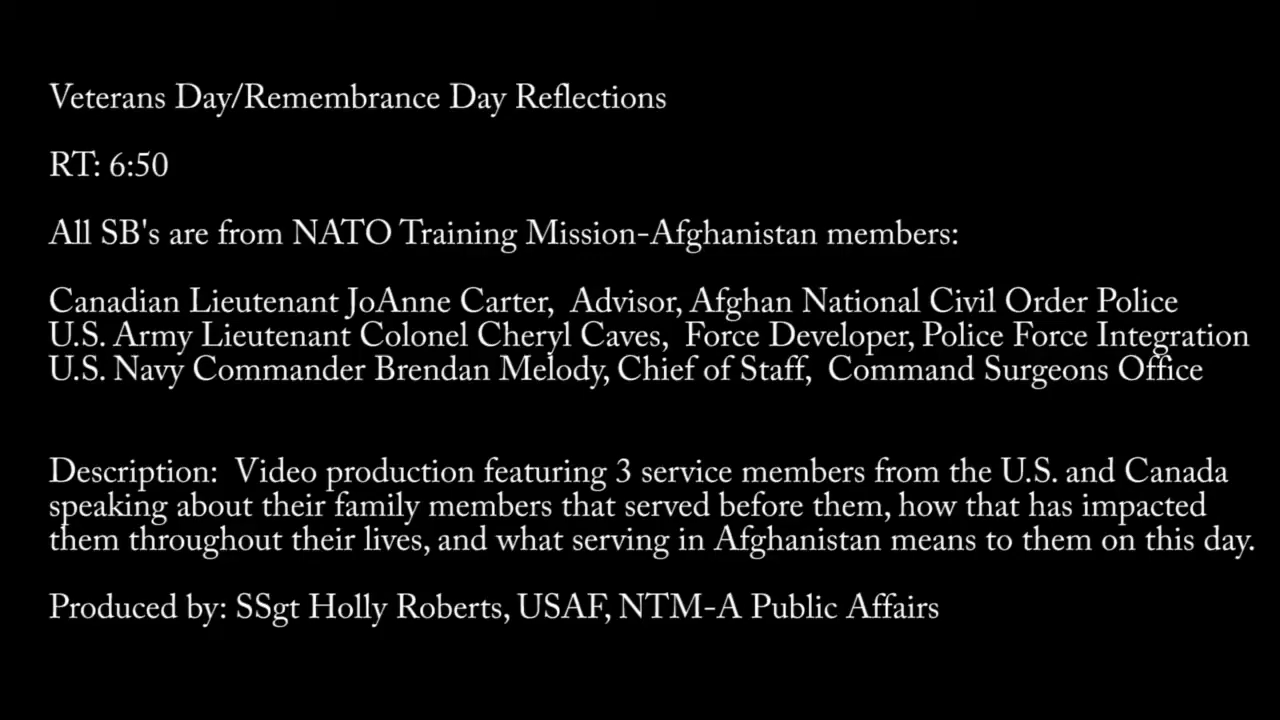 Veterans Day/Remembrance Day Reflections
RT: 6:50
All SB's are from NATO Training Mission-Afghanistan members:
Canadian Lieutenant JoAnne Carter,  Advisor, Afghan National Civil Order Police
U.S. Army Lieutenant Colonel Cheryl Caves,  Force Developer, Police Force Integration
U.S. Navy Commander Brendan Melody, Chief of Staff,  Command Surgeons Office
Description:  Video production featuring 3 service members from the U.S. and Canada
speaking about their family members that served before them, how that has impacted
them throughout their lives, and what serving in Afghanistan means to them on this day.
Produced by: SSgt Holly Roberts, USAF, NTM-A Public Affairs